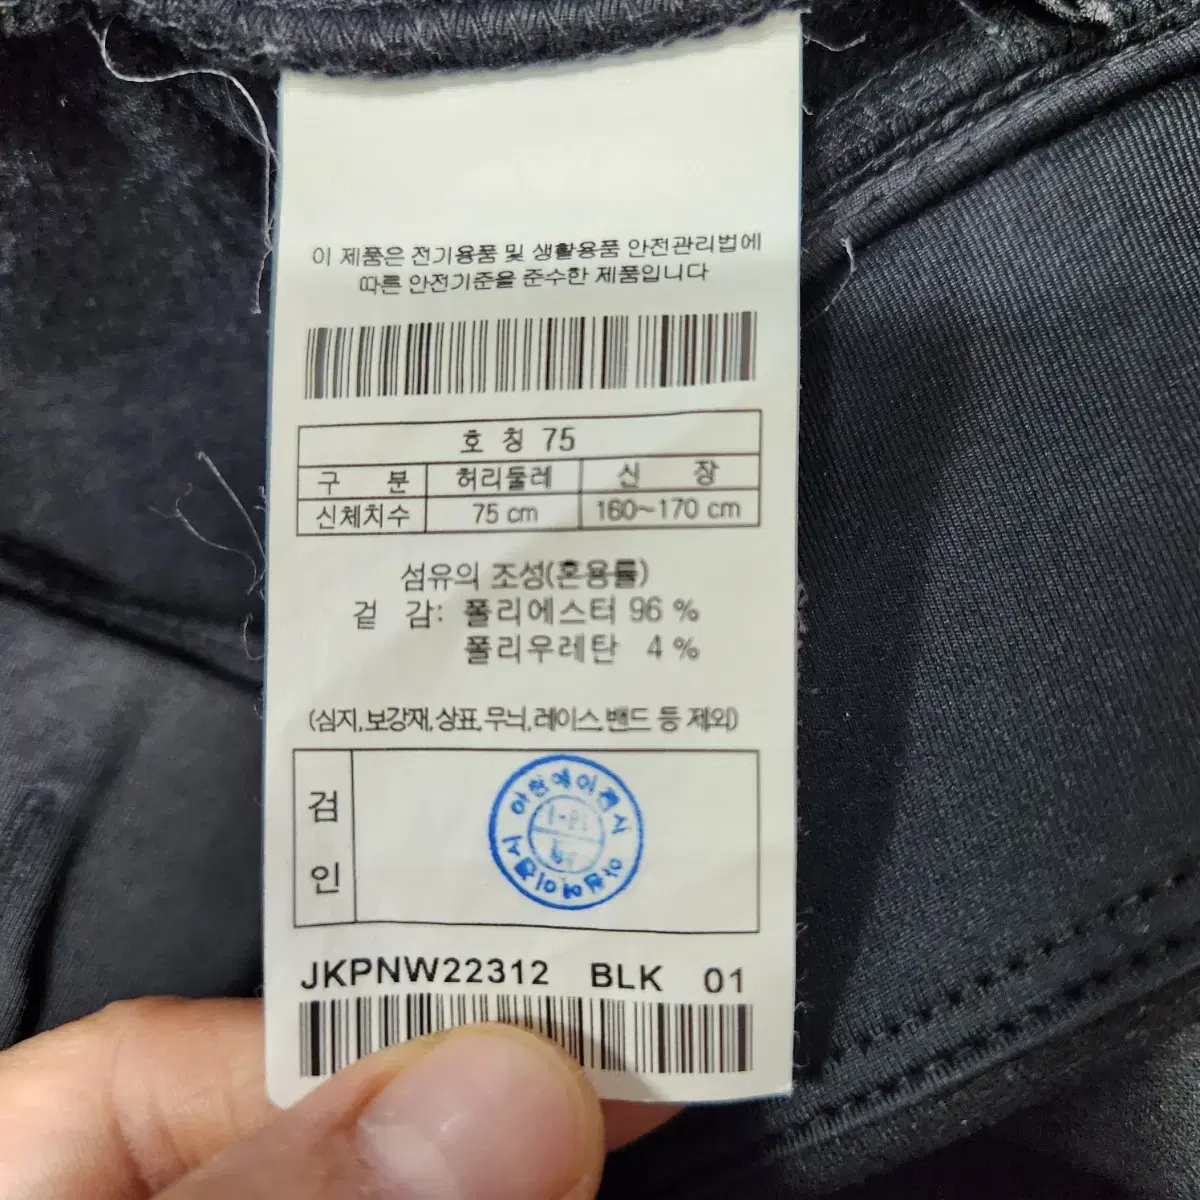 이 제품은 전기용품 및 생활용품 안전관리법에
따른 안전기준을 준수한 제품입니다
호 칭 75
구 분 허리둘레 신 장
신체치수 75 cm 160~170 cm
섬유의 조성(혼용률)
겉 감: 폴리에스터 96 %
폴리우레탄 4 %
(심지,보강재,상표,무늬,레이스,밴드 등 제외)
검
인
JKPNW22312 BLK 01